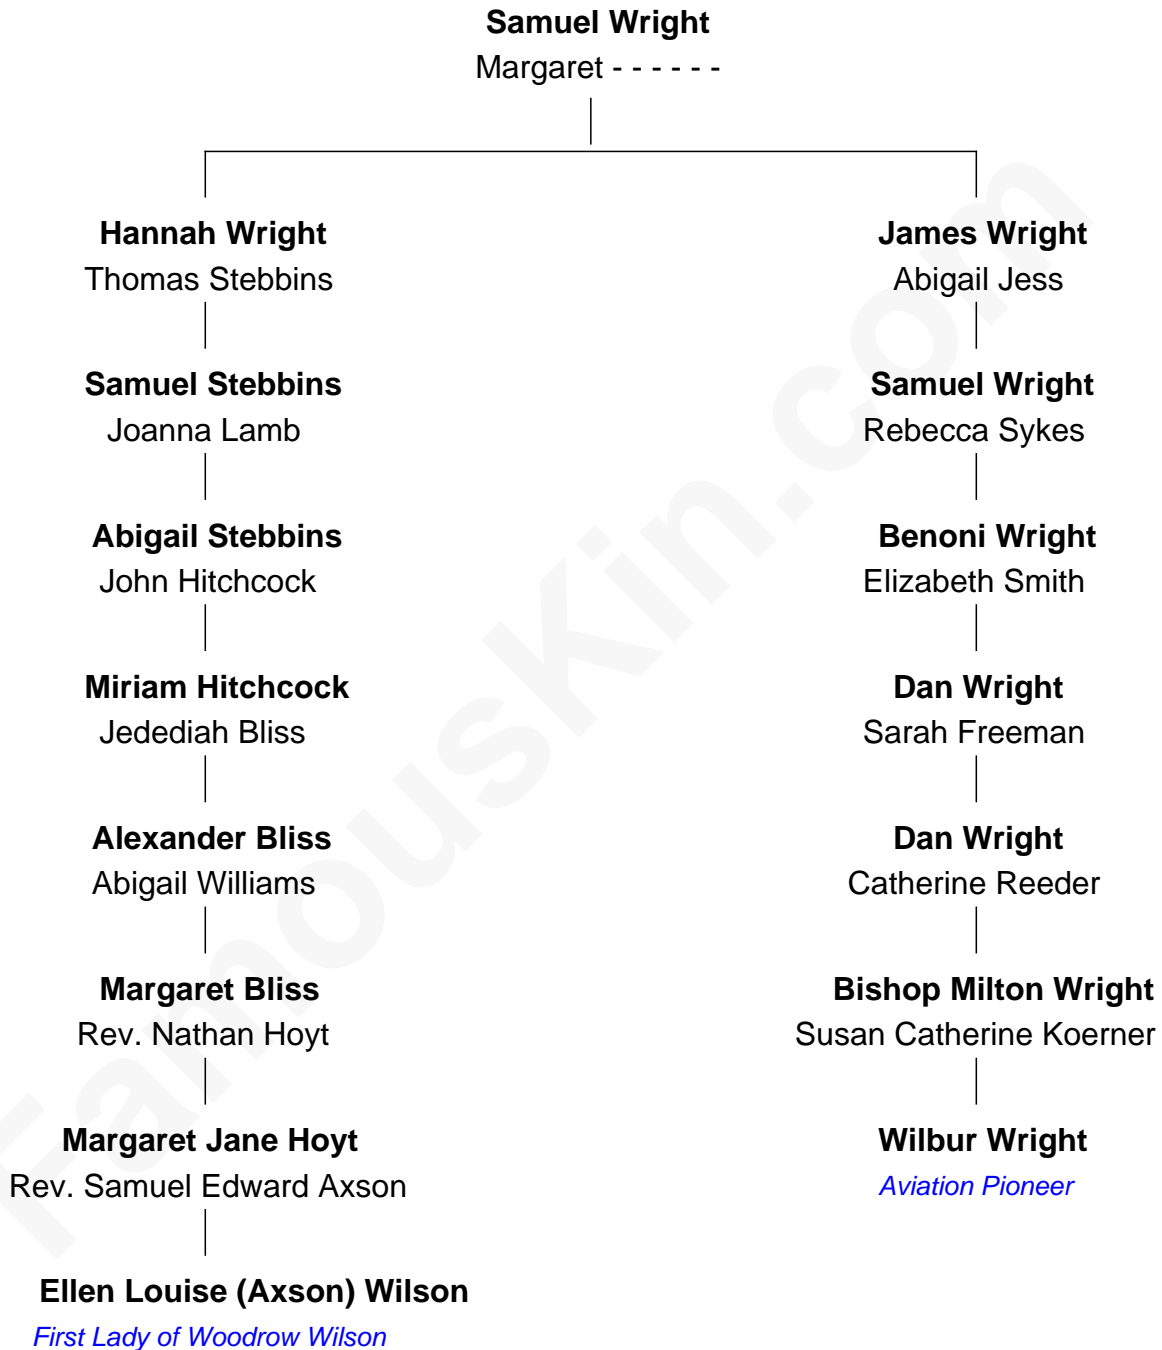 Samuel Wright
Margaret - - - - - -
Hannah Wright
Thomas Stebbins
James Wright
Abigail Jess
Samuel Stebbins
Joanna Lamb
Samuel Wright
Rebecca Sykes
Abigail Stebbins
John Hitchcock
Benoni Wright
Elizabeth Smith
Miriam Hitchcock
Jedediah Bliss
Dan Wright
Sarah Freeman
Alexander Bliss
Abigail Williams
Dan Wright
Catherine Reeder
Margaret Bliss
Rev. Nathan Hoyt
Bishop Milton Wright
Susan Catherine Koerner
Margaret Jane Hoyt
Rev. Samuel Edward Axson
Wilbur Wright
Aviation Pioneer
Ellen Louise (Axson) Wilson
First Lady of Woodrow Wilson
FamousKin.com